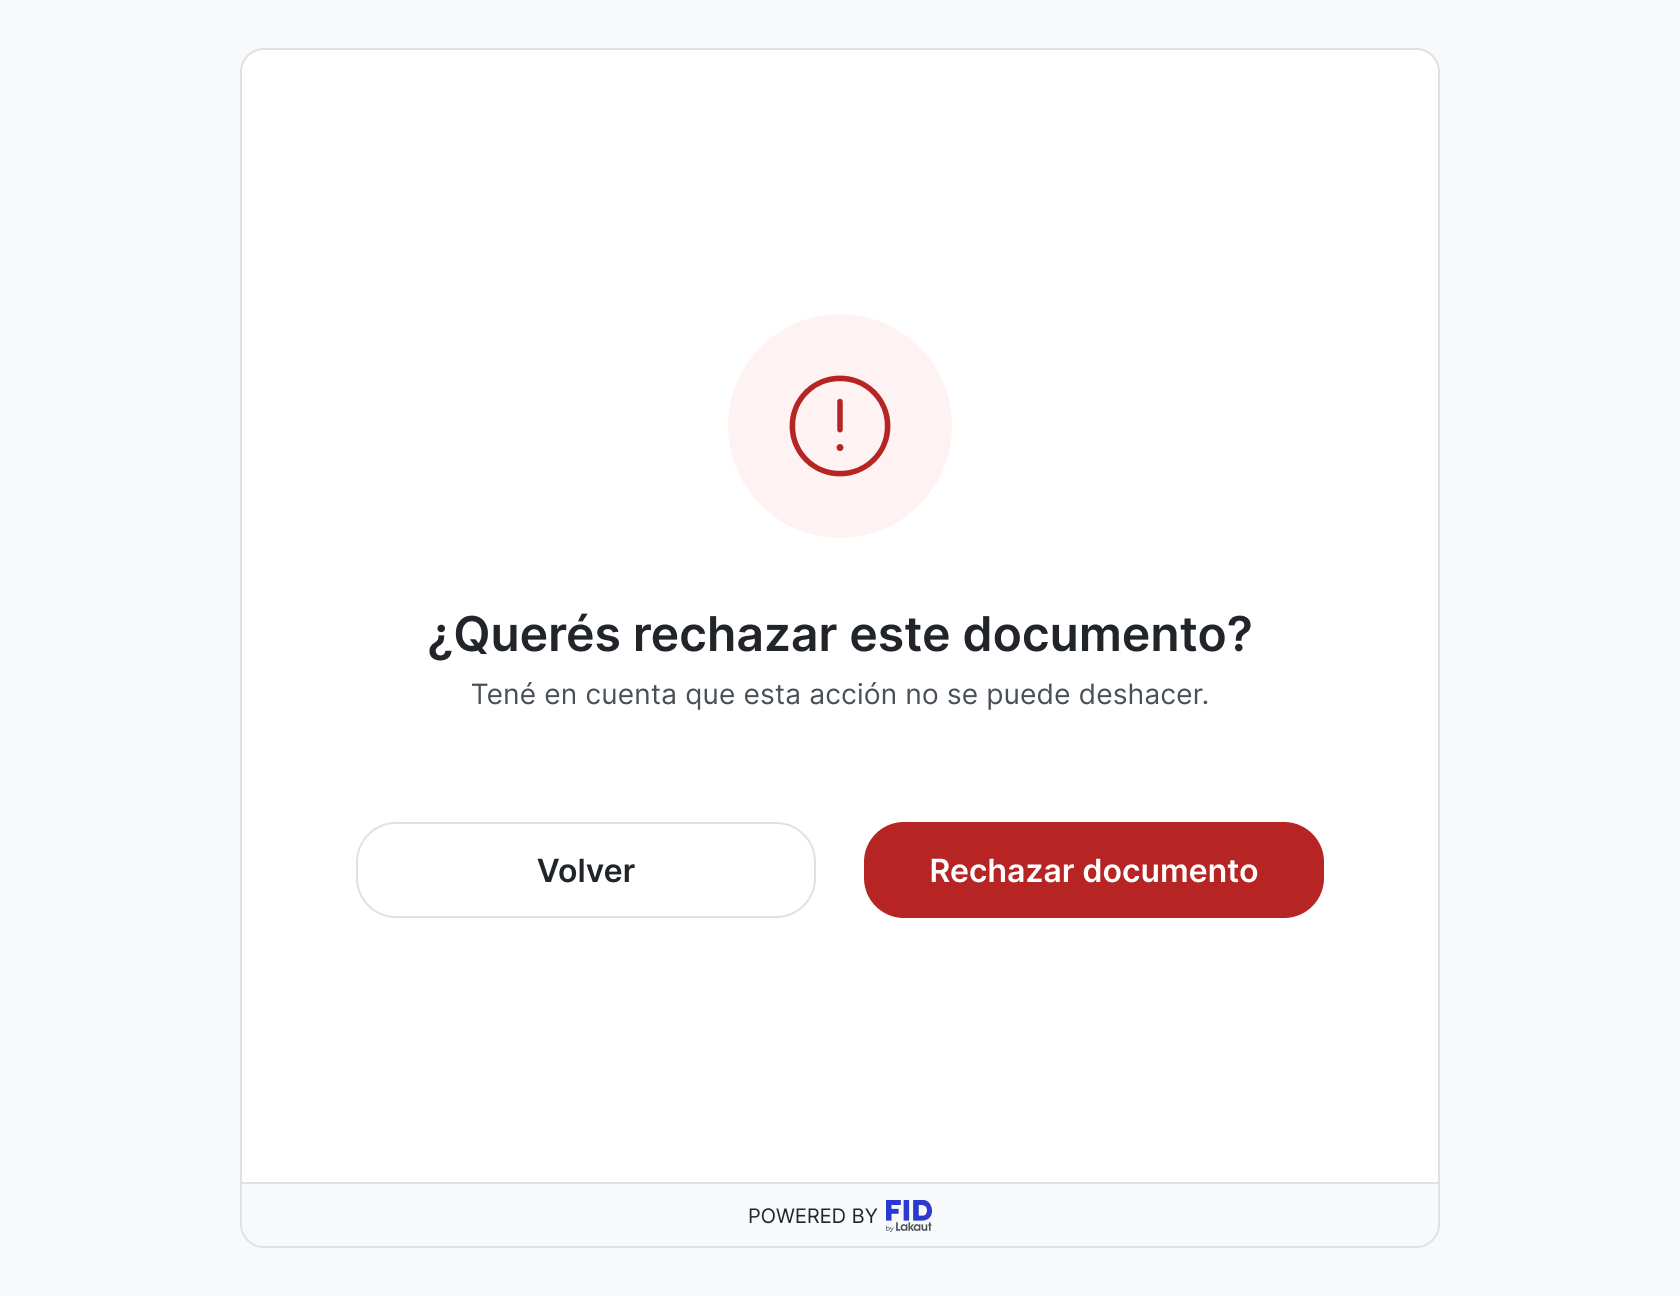 ¿Querés rechazar este documento?
Tené en cuenta que esta acción no se puede deshacer.
Volver
Rechazar documento
POWERED BY FID
by Lakaut